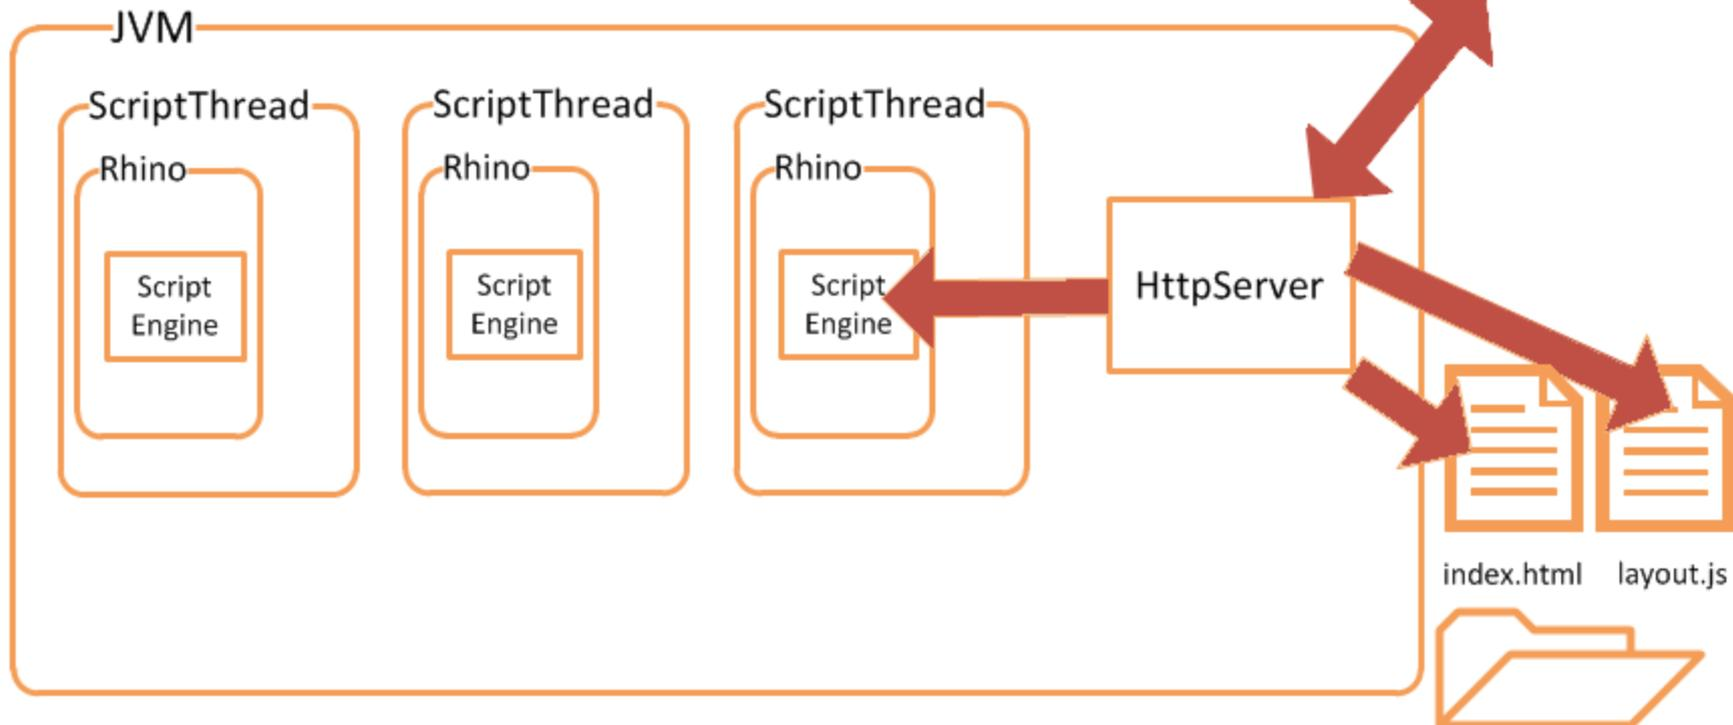 JVM
ScriptThread
ScriptThread
ScriptThread
Rhino
Rhino
Rhino
Script
Engine
Script
Engine
Script
Engine
HttpServer
index.html
layout.js